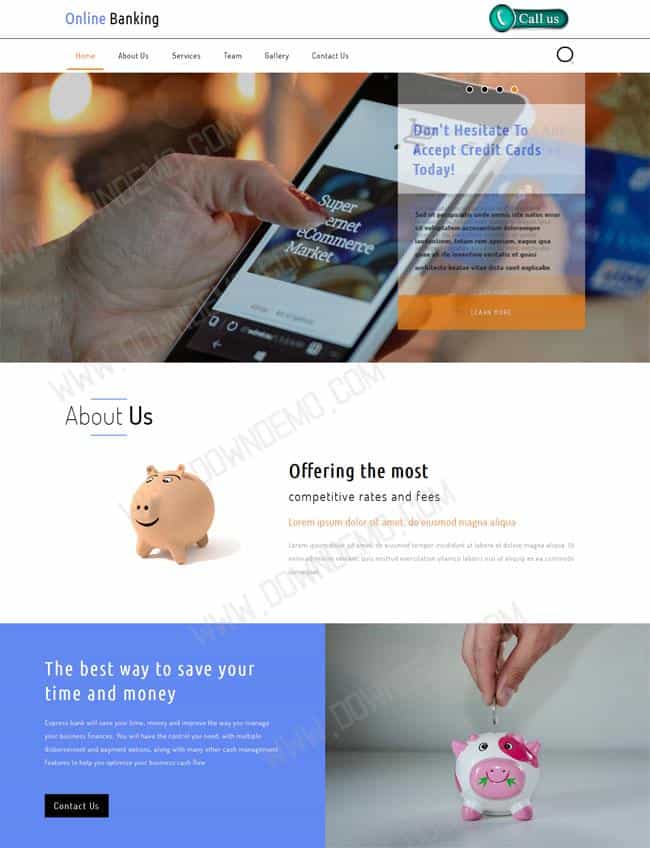 Online Banking
Call us
Home About Us Services Team Gallery Contact Us
Super
eCommerce
Market
Don't Hesitate To
Accept Credit Cards
Today!
Sed ut perspiciatis unde omnis iste natus error
sit voluptatem accusantium doloremque
laudantium, totam rem aperiam, eaque ipsa
quae ab illo inventore veritatis et quasi
architecto beatae vitae dicta sunt explicabo
LEARN MORE
About Us
Offering the most
competitive rates and fees
Lorem ipsum dolor sit amet, do eiusmod magna aliqua
Lorem ipsum dolor sit amet, do eiusmod tempor incididunt ut labore et dolore magna aliqua. Ut
enim ad minim veniam, quis nostrud exercitation ullamco laboris nisi ut aliquip ex ea commodo
consequat.
The best way to save your
time and money
Express bank will save your time, money and improve the way you manage
your business finances. You will have the control you need, with multiple
disbursement and payment options, along with many other cash management
features to help you optimize your business cash flow
Contact Us
WWW.DOWNDEMO.COM
WWW.DOWNDEMO.COM
WWW.DOWNDEMO.COM
WWW.DOWNDEMO.COM
WWW.DOWNDEMO.COM